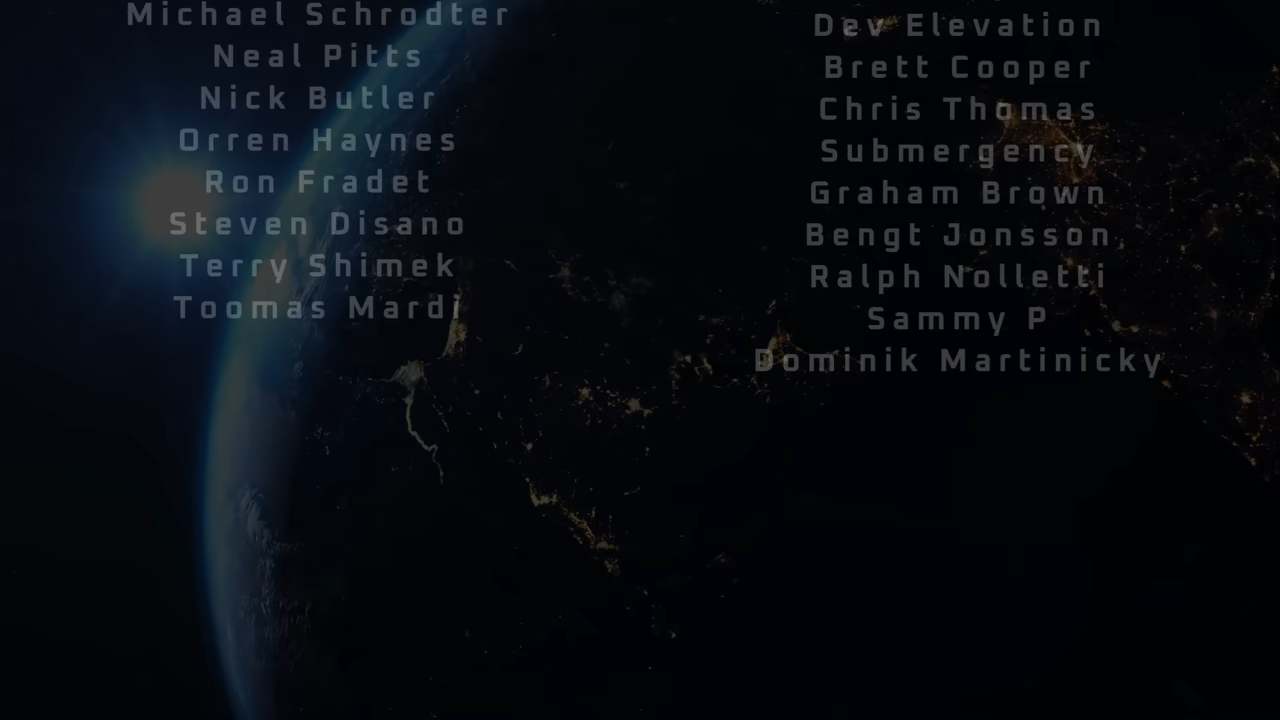 Michael Schrodter
Neal Pitts
Nick Butler
Orren Haynes
Ron Fradet
Steven Disano
Terry Shimek
Toomas Mardi
Dev Elevation
Brett Cooper
Chris Thomas
Submergency
Graham Brown
Bengt Jonsson
Ralph Nolletti
Sammy P
Dominik Martinicky